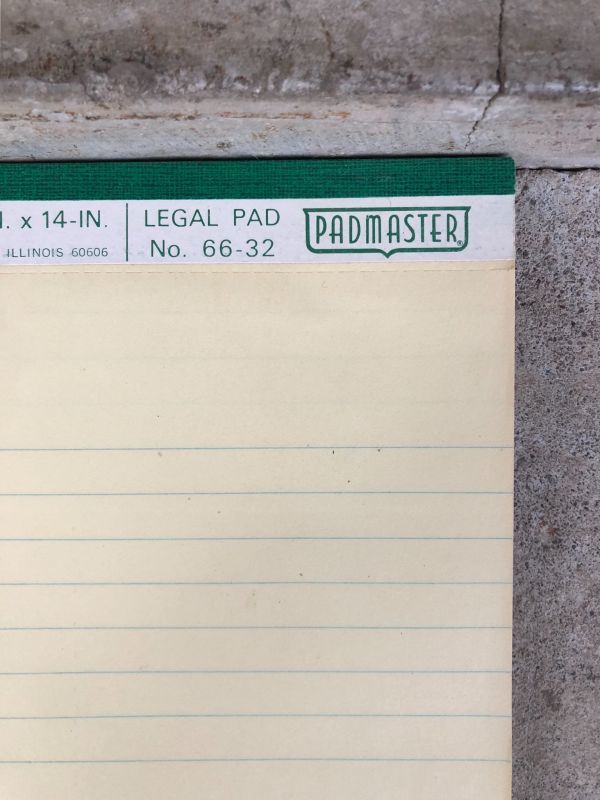 x 14-IN.
ILLINOIS 60606
LEGAL PAD
No. 66-32
PADMASTER®